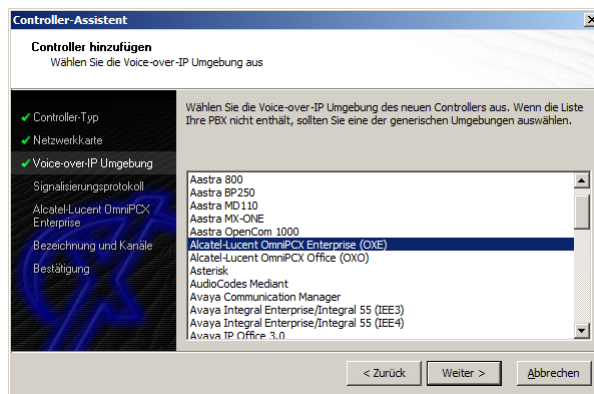 Controller-Assistent
Controller hinzufügen
Wählen Sie die Voice-over-IP Umgebung aus
Controller-Typ
Netzwerkkarte
Voice-over-IP Umgebung
Signalisierungsprotokoll
Alcatel-Lucent OmniPCX
Enterprise
Bezeichnung und Kanäle
Bestätigung
Wählen Sie die Voice-over-IP Umgebung des neuen Controllers aus. Wenn die Liste
Ihre PBX nicht enthält, sollten Sie eine der generischen Umgebungen auswählen.
Aastra 800
Aastra BP250
Aastra MD110
Aastra MX-ONE
Aastra OpenCom 1000
Alcatel-Lucent OmniPCX Enterprise (OXE)
Alcatel-Lucent OmniPCX Office (OXO)
Asterisk
AudioCodes Mediant
Avaya Communication Manager
Avaya Integral Enterprise/Integral 55 (IEE3)
Avaya Integral Enterprise/Integral 55 (IEE4)
Avaya IP Office 3.0
< Zurück
Weiter >
Abbrechen